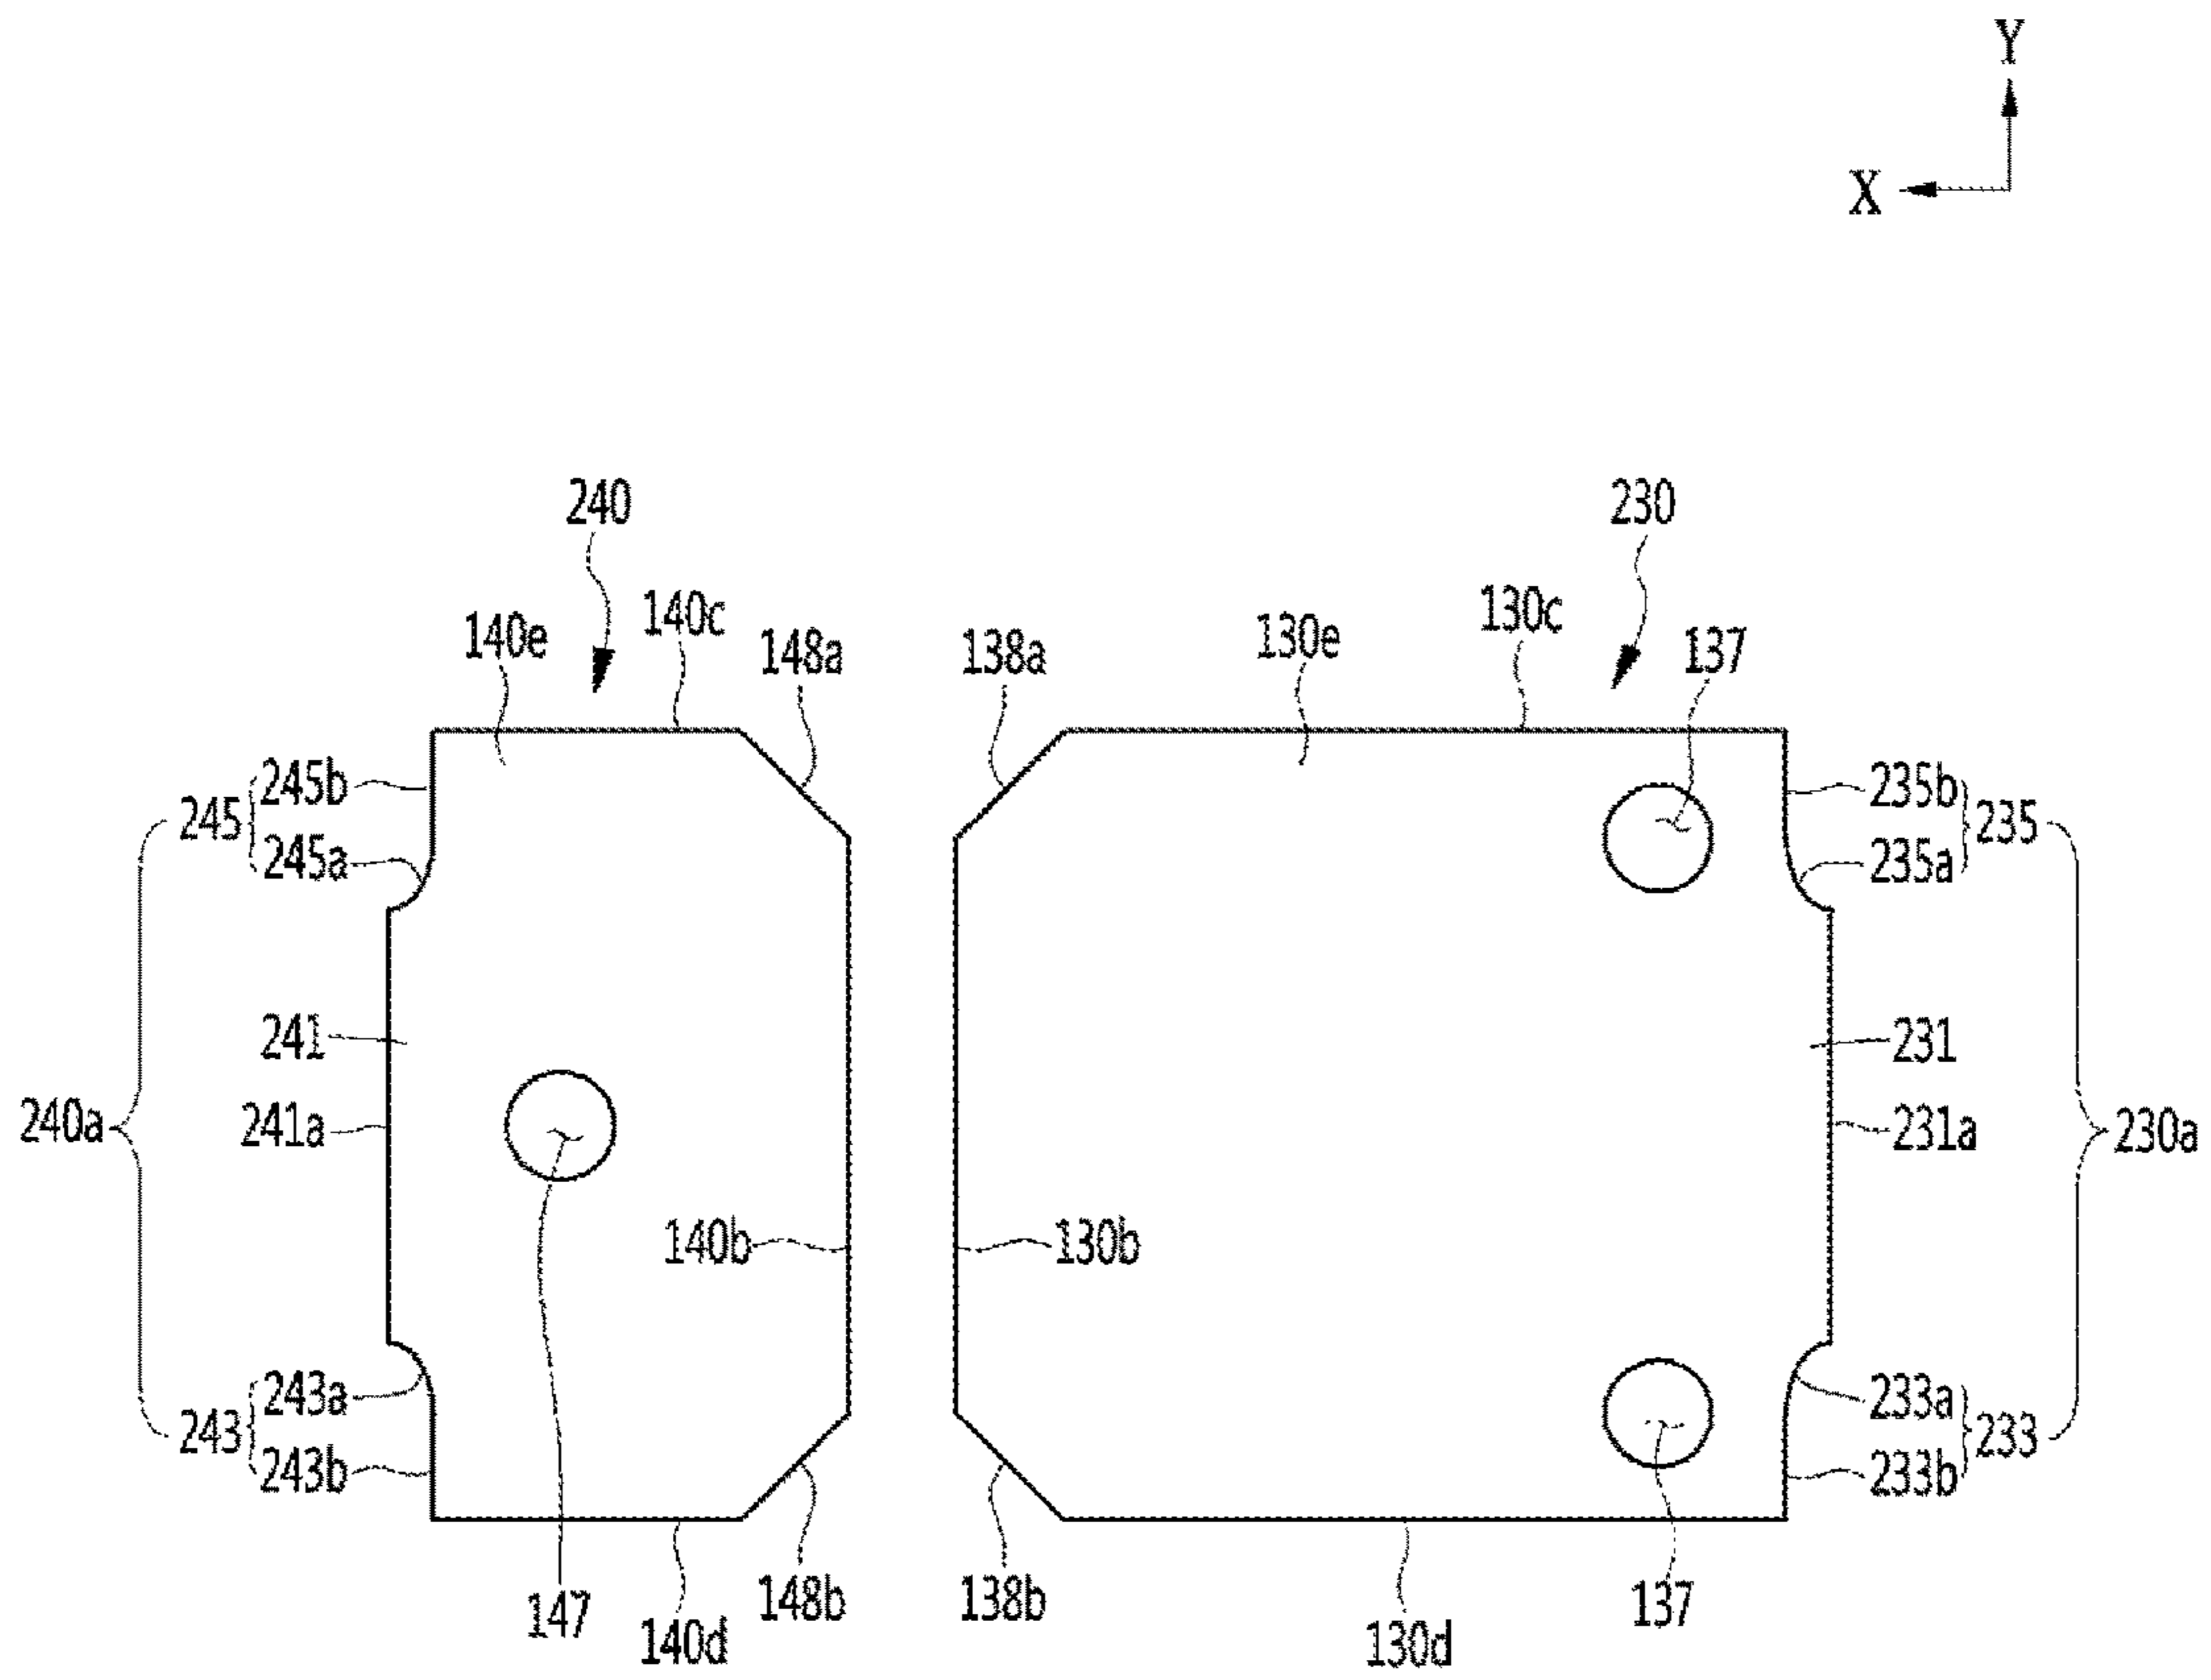 Y
X
240 230
140e 140c 148a 138a 130e 130c 137
245b 235b
245 235
245a 235a
241 231
240a 241a 231a 230a
140b 130b
243a 233a
243 233
243b 233b
147 140d 148b 138b 130d 137